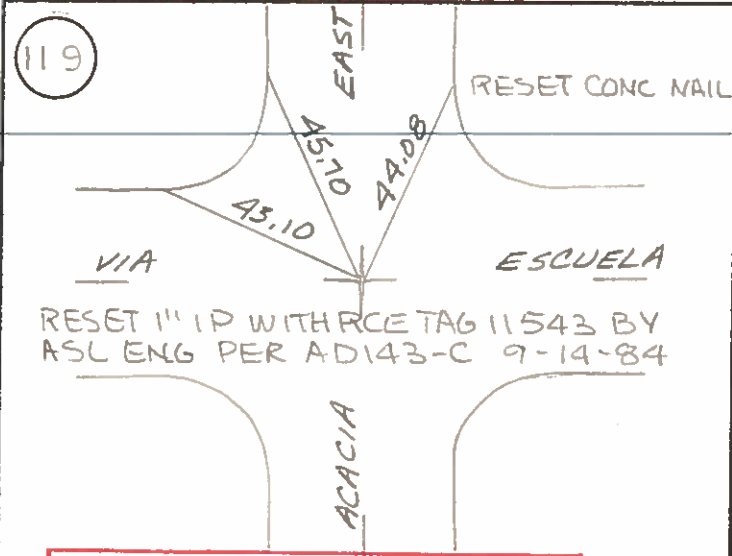 119
EAST
RESET CONC NAIL
45.70
44.08
43.10
VIA
ESCUELA
RESET 1" IP WITH RCE TAG 11543 BY
ASL ENG PER AD143-C 9-14-84
ACACIA